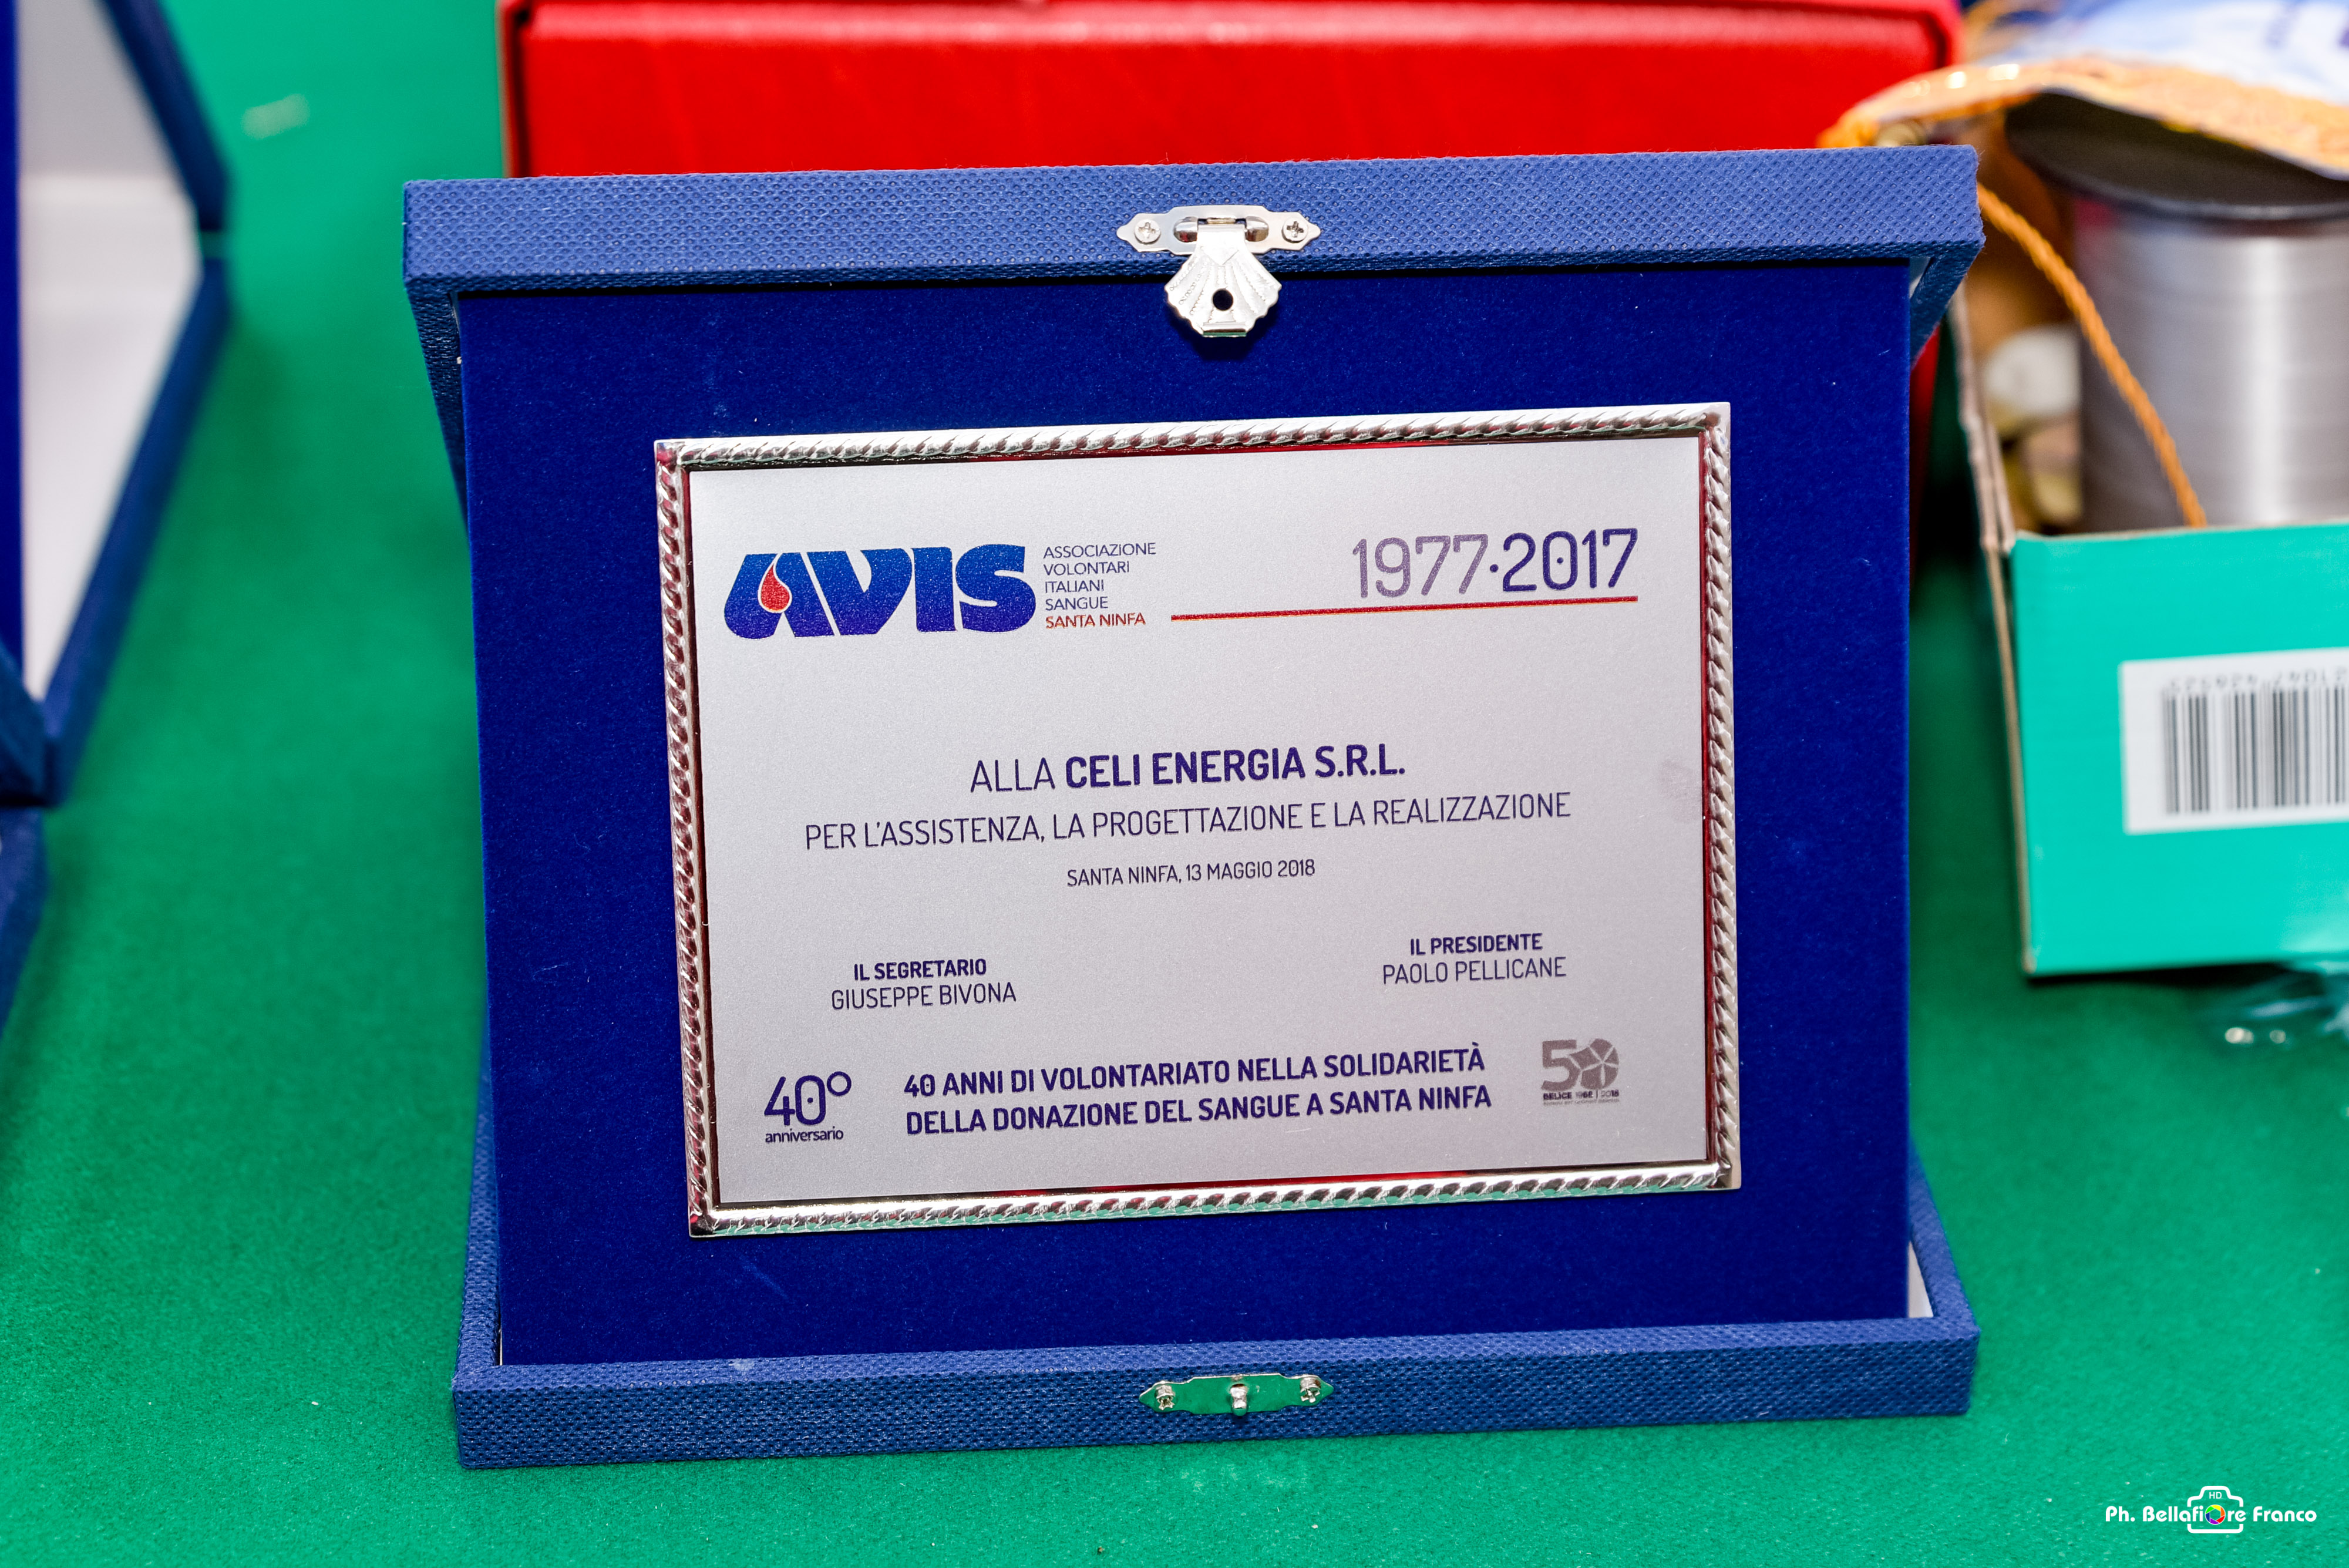 AVIS
ASSOCIAZIONE
VOLONTARI
ITALIANI
SANGUE
SANTA NINFA
1977·2017
ALLA CELI ENERGIA S.R.L.
PER L'ASSISTENZA, LA PROGETTAZIONE E LA REALIZZAZIONE
SANTA NINFA, 13 MAGGIO 2018
IL SEGRETARIO
GIUSEPPE BIVONA
IL PRESIDENTE
PAOLO PELLICANE
40°
anniversario
40 ANNI DI VOLONTARIATO NELLA SOLIDARIETÀ
DELLA DONAZIONE DEL SANGUE A SANTA NINFA
50
BELICE 1968 | 2018
HD
Ph. Bellafiore Franco